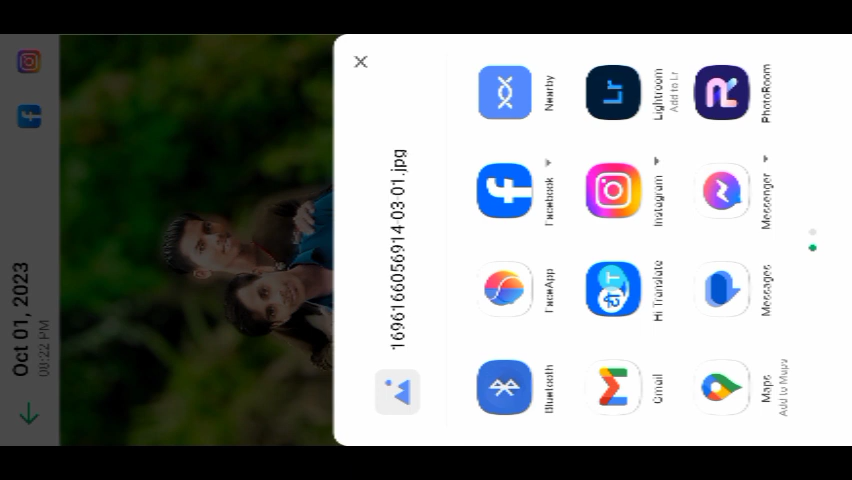 Oct 01, 2023
08:22 PM
1696166056914-03-01.jpg
Bluetooth
FaceApp
Facebook
Nearby
Gmail
Hi Translate
Instagram
Lightroom
Add to Lr
Maps
Add to Maps
Messages
Messenger
PhotoRoom